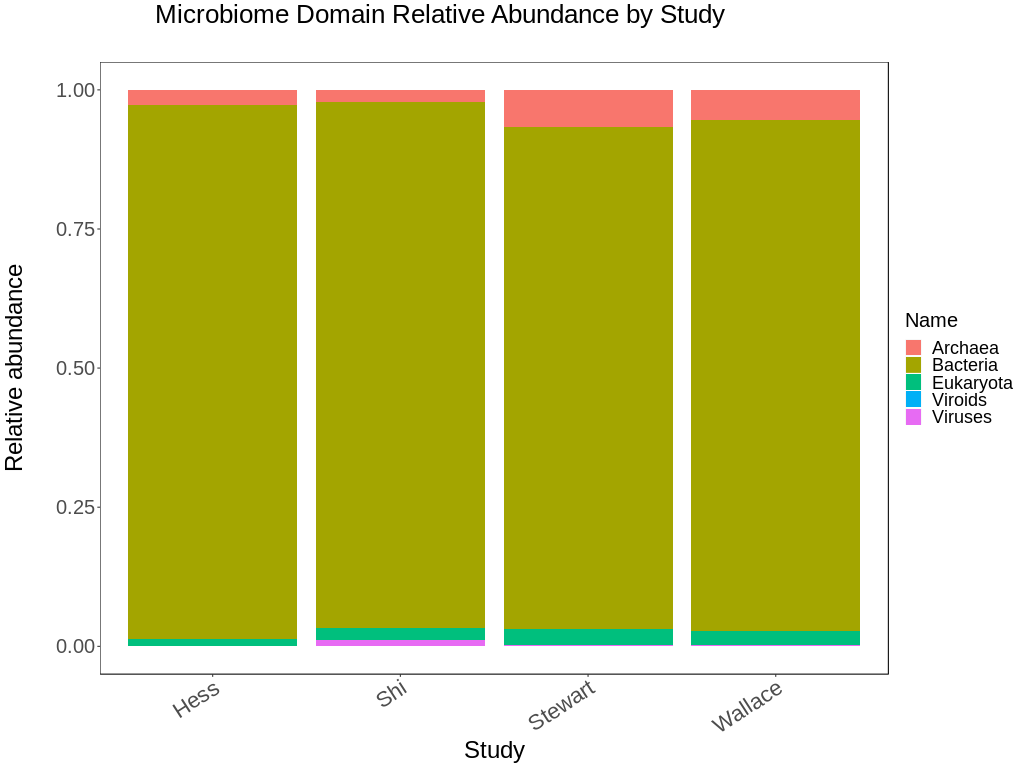 Microbiome Domain Relative Abundance by Study
1.00
0.75
0.50
0.25
0.00
Relative abundance
Hess
Shi
Stewart
Wallace
Study
Name
Archaea
Bacteria
Eukaryota
Viroids
Viruses